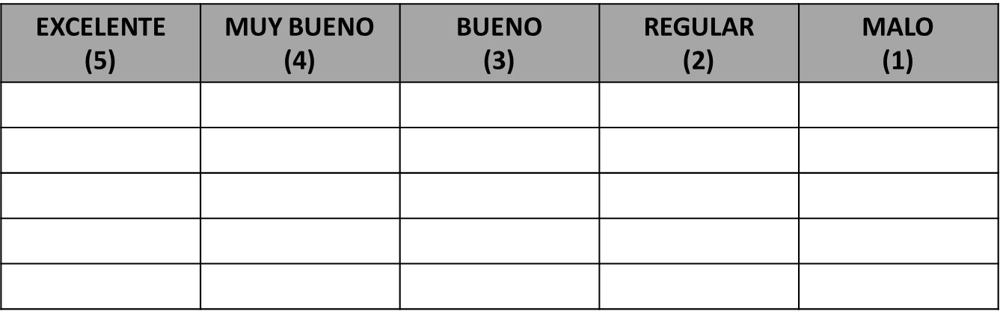 EXCELENTE MUY BUENO BUENO REGULAR MALO
(5) (4) (3) (2) (1)